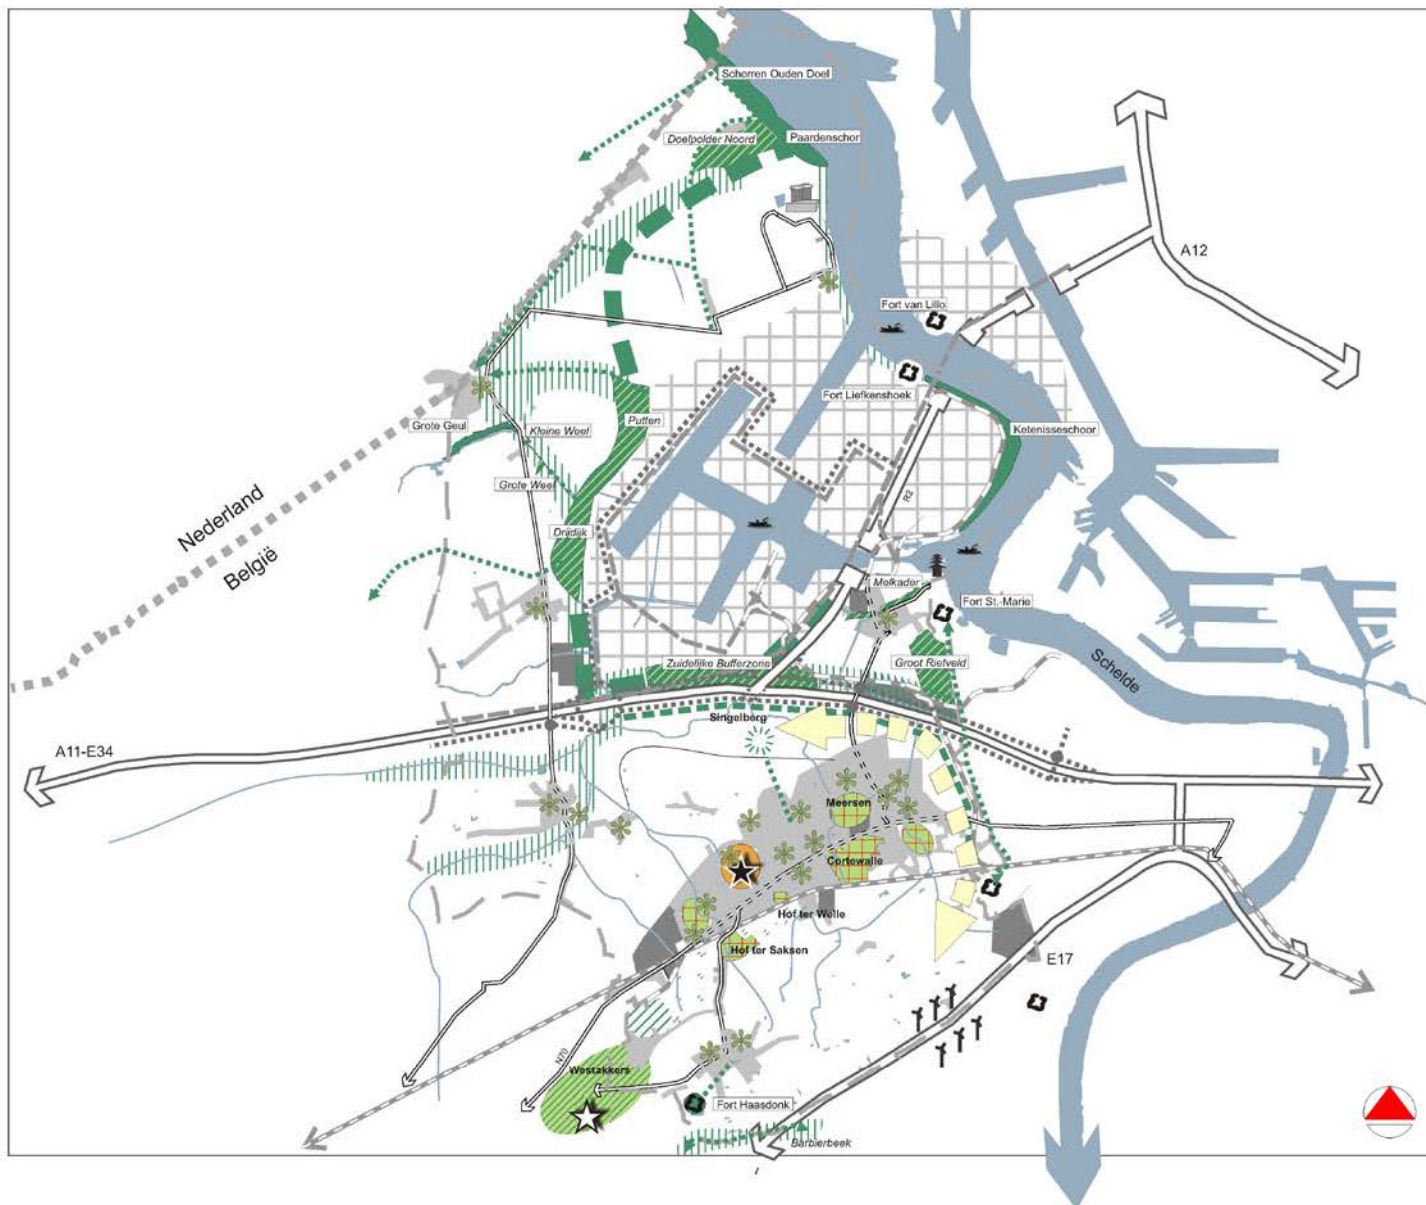 Schorren Ouden Doel
Doelpolder Noord
Paardenschor
A12
Fort van Lillo
Fort Liefkenshoek
Grote Geul
Kleine Weel
Putten
Ketenisseschoor
Grote Weel
R2
Nederland
België
Drijdijk
Melkader
Fort St.-Marie
Zuidelijke Bufferzone
Groot Rietveld
Schelde
Singelberg
A11-E34
Meersen
Cortewalle
Hof ter Welle
Hof ter Saksen
E17
N70
Westakkers
Fort Haasdonk
Barbierbeek